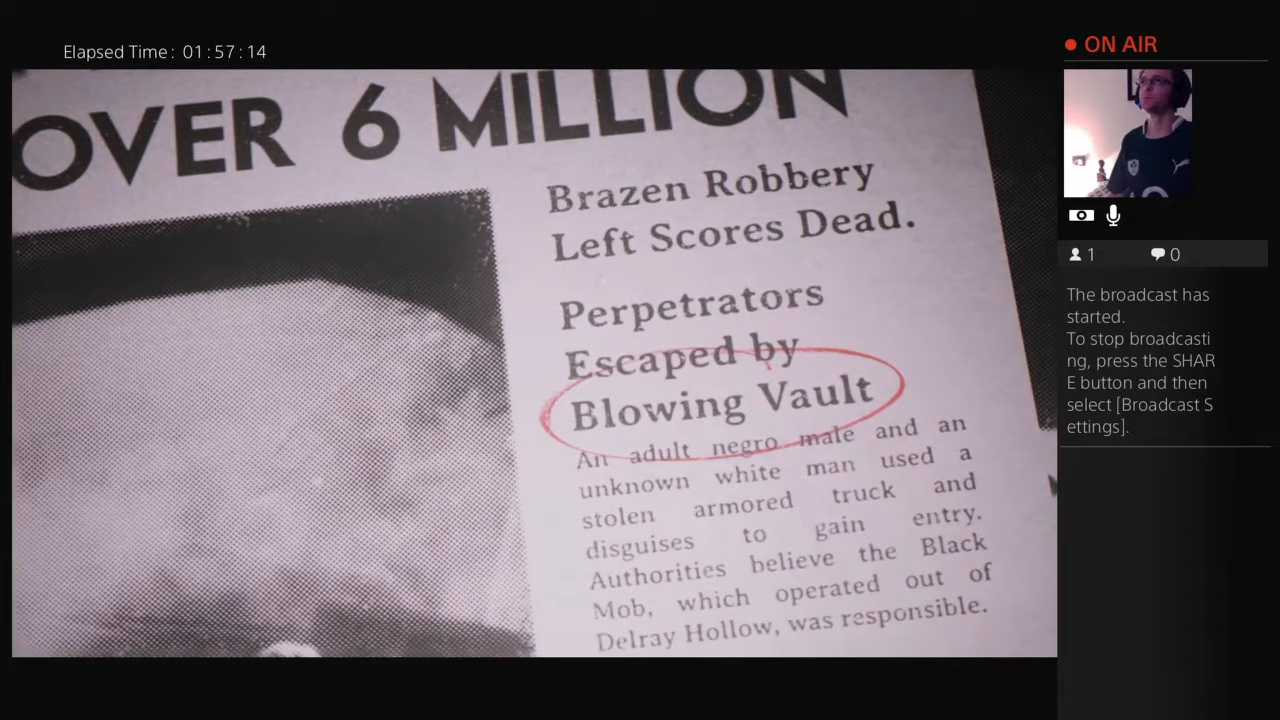 Elapsed Time: 01:57:14
ON AIR
OVER 6 MILLION
Brazen Robbery
Left Scores Dead.
Perpetrators
Escaped by
Blowing Vault
An adult negro male and an
unknown white man used a
stolen armored truck and
disguises to gain entry.
Authorities believe the Black
Mob, which operated out of
Delray Hollow, was responsible.
1
0
The broadcast has
started.
To stop broadcasti
ng, press the SHAR
E button and then
select [Broadcast S
ettings].